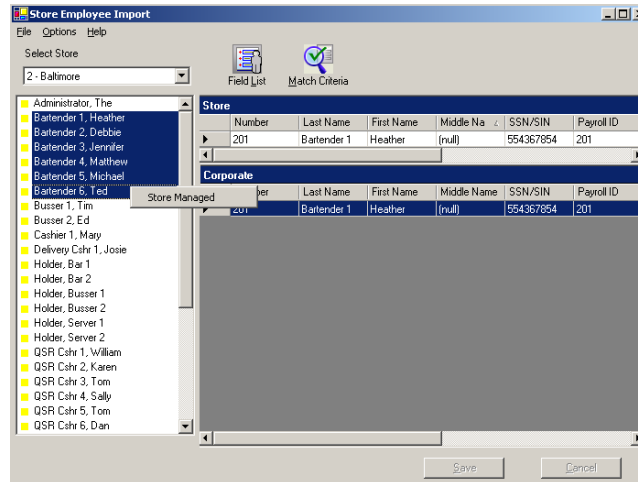 Store Employee Import
File Options Help
Select Store
2 - Baltimore
Field List
Match Criteria
Administrator, The
Bartender 1, Heather
Bartender 2, Debbie
Bartender 3, Jennifer
Bartender 4, Matthew
Bartender 5, Michael
Bartender 6, Ted
Busser 1, Tim
Busser 2, Ed
Cashier 1, Mary
Delivery Cshr 1, Josie
Holder, Bar 1
Holder, Bar 2
Holder, Busser 1
Holder, Busser 2
Holder, Server 1
Holder, Server 2
QSR Cshr 1, William
QSR Cshr 2, Karen
QSR Cshr 3, Tom
QSR Cshr 4, Sally
QSR Cshr 5, Tom
QSR Cshr 6, Dan
Store Managed
Store
Number Last Name First Name Middle Na SSN/SIN Payroll ID
201 Bartender 1 Heather (null) 554367854 201
Corporate
Last Name First Name Middle Name SSN/SIN Payroll ID
201 Bartender 1 Heather (null) 554367854 201
Save Cancel